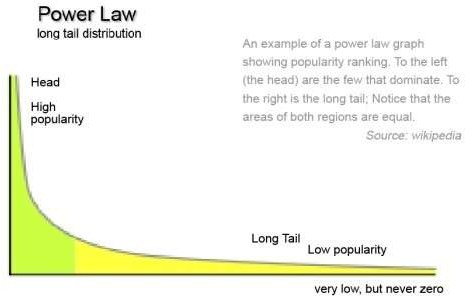 Power Law
long tail distribution
An example of a power law graph
showing popularity ranking. To the left
(the head) are the few that dominate. To
the right is the long tail; Notice that the
areas of both regions are equal.
Source: wikipedia
Head
High
popularity
Long Tail
Low popularity
very low, but never zero